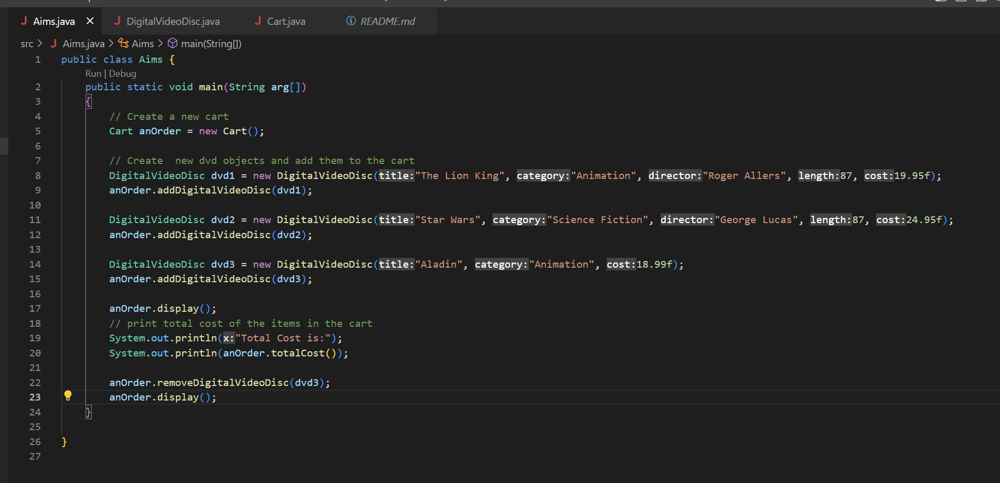 Aims.java
DigitalVideoDisc.java
Cart.java
README.md
src > Aims.java > Aims > main(String[])
1 public class Aims {
Run | Debug
2 public static void main(String arg[])
3 {
4 // Create a new cart
5 Cart anOrder = new Cart();
6
7 // Create  new dvd objects and add them to the cart
8 DigitalVideoDisc dvd1 = new DigitalVideoDisc(title:"The Lion King", category:"Animation", director:"Roger Allers", length:87, cost:19.95f);
9 anOrder.addDigitalVideoDisc(dvd1);
10
11 DigitalVideoDisc dvd2 = new DigitalVideoDisc(title:"Star Wars", category:"Science Fiction", director:"George Lucas", length:87, cost:24.95f);
12 anOrder.addDigitalVideoDisc(dvd2);
13
14 DigitalVideoDisc dvd3 = new DigitalVideoDisc(title:"Aladin", category:"Animation", cost:18.99f);
15 anOrder.addDigitalVideoDisc(dvd3);
16
17 anOrder.display();
18 // print total cost of the items in the cart
19 System.out.println(x:"Total Cost is:");
20 System.out.println(anOrder.totalCost());
21
22 anOrder.removeDigitalVideoDisc(dvd3);
23 anOrder.display();
24 }
25
26 }
27